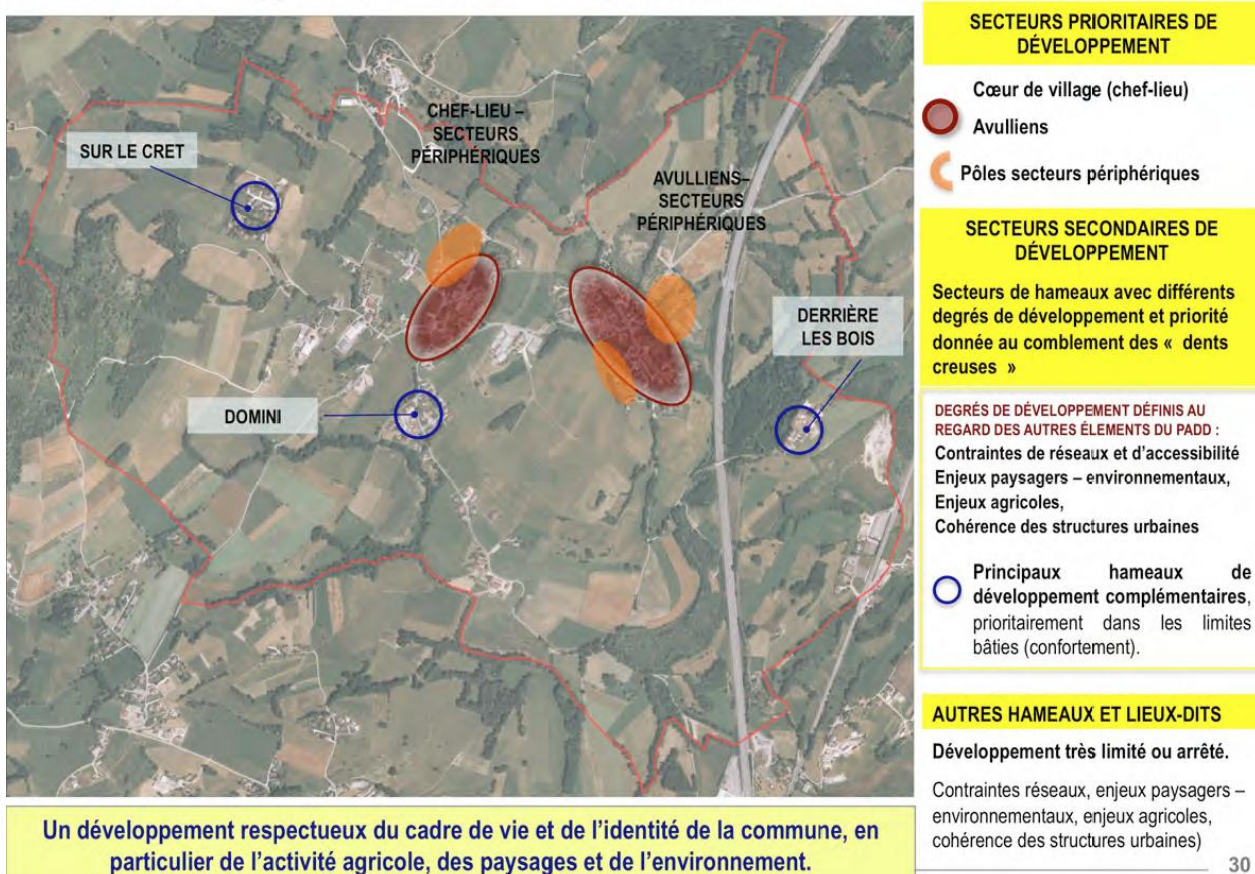 SUR LE CRET
CHEF-LIEU –
SECTEURS
PÉRIPHÉRIQUES
AVULLIENS–
SECTEURS
PÉRIPHÉRIQUES
DERRIÈRE
LES BOIS
DOMINI
SECTEURS PRIORITAIRES DE
DÉVELOPPEMENT
Cœur de village (chef-lieu)
Avulliens
Pôles secteurs périphériques
SECTEURS SECONDAIRES DE
DÉVELOPPEMENT
Secteurs de hameaux avec différents
degrés de développement et priorité
donnée au comblement des « dents
creuses »
DEGRÉS DE DÉVELOPPEMENT DÉFINIS AU
REGARD DES AUTRES ÉLEMENTS DU PADD :
Contraintes de réseaux et d'accessibilité
Enjeux paysagers – environnementaux,
Enjeux agricoles,
Cohérence des structures urbaines
Principaux hameaux de
développement complémentaires,
prioritairement dans les limites
bâties (confortement).
AUTRES HAMEAUX ET LIEUX-DITS
Développement très limité ou arrêté.
Contraintes réseaux, enjeux paysagers –
environnementaux, enjeux agricoles,
cohérence des structures urbaines)
Un développement respectueux du cadre de vie et de l'identité de la commune, en
particulier de l'activité agricole, des paysages et de l'environnement.
30